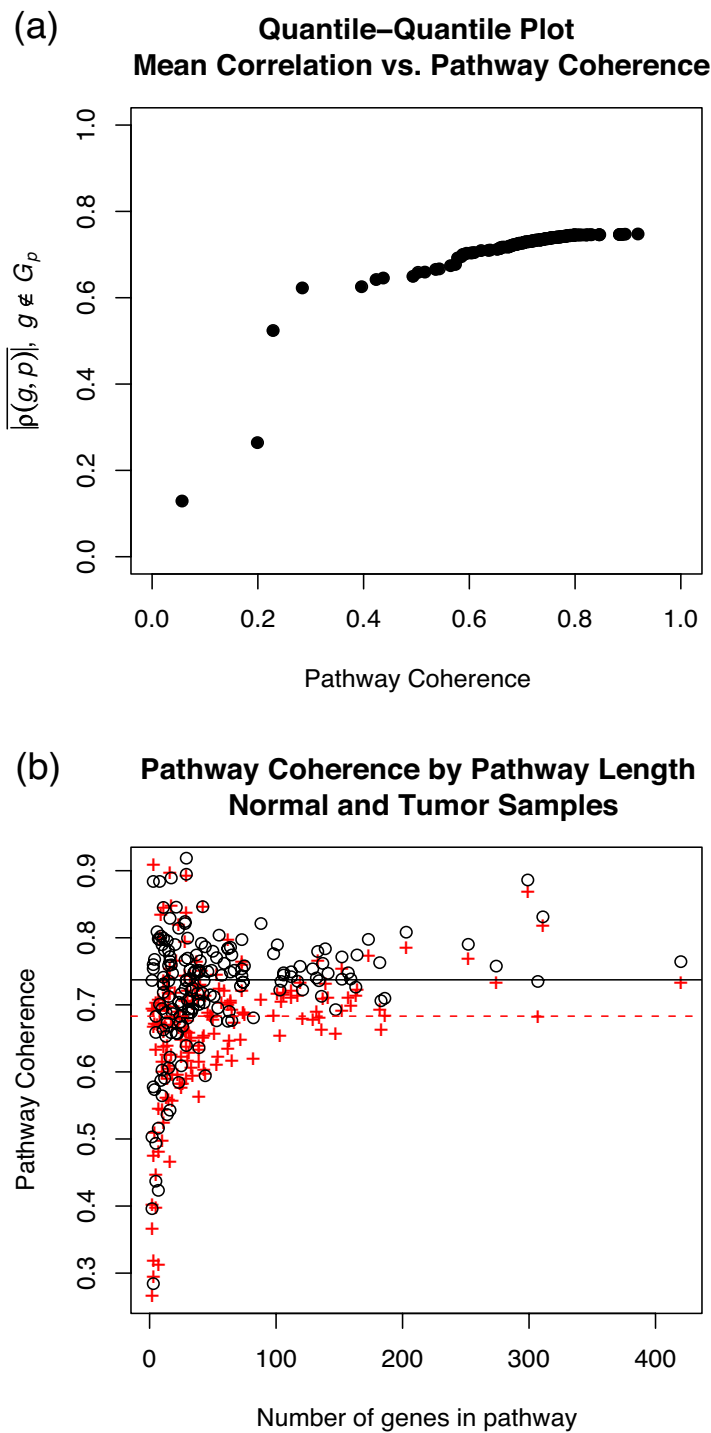 (a)
Quantile–Quantile Plot
Mean Correlation vs. Pathway Coherence
1.0
0.8
0.6
0.4
0.2
0.0
|ρ(g, p)|, g ∉ Gp
0.0 0.2 0.4 0.6 0.8 1.0
Pathway Coherence
(b)
Pathway Coherence by Pathway Length
Normal and Tumor Samples
0.9
0.8
0.7
0.6
0.5
0.4
0.3
Pathway Coherence
0 100 200 300 400
Number of genes in pathway